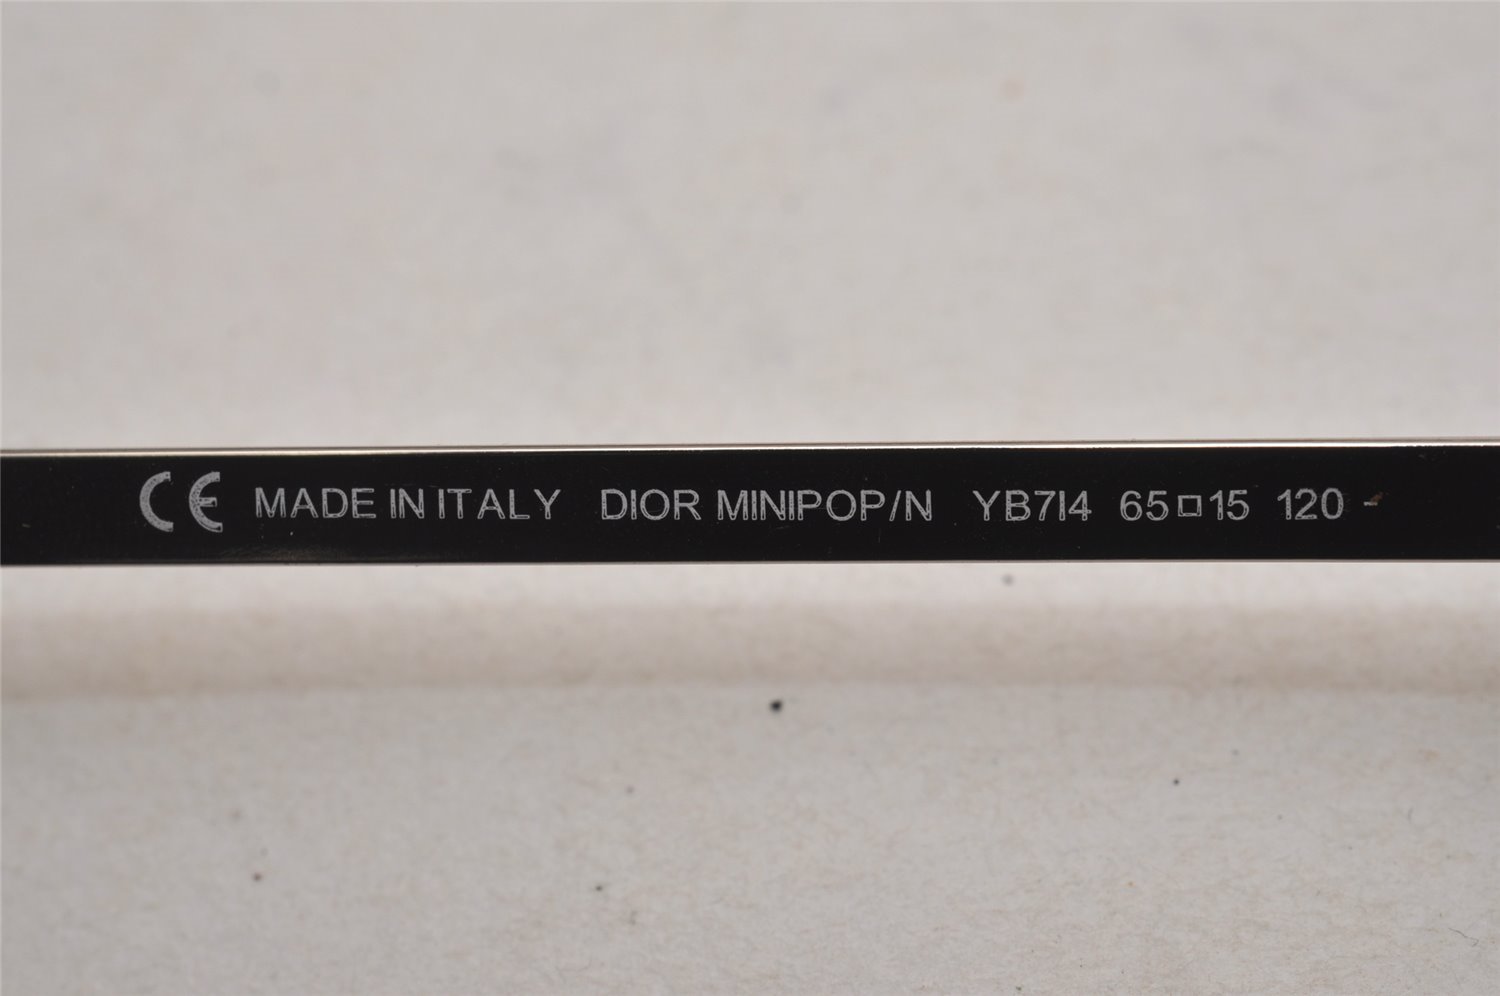 CE MADE IN ITALY DIOR MINIPOP/N YB7I4 65□15 120 -